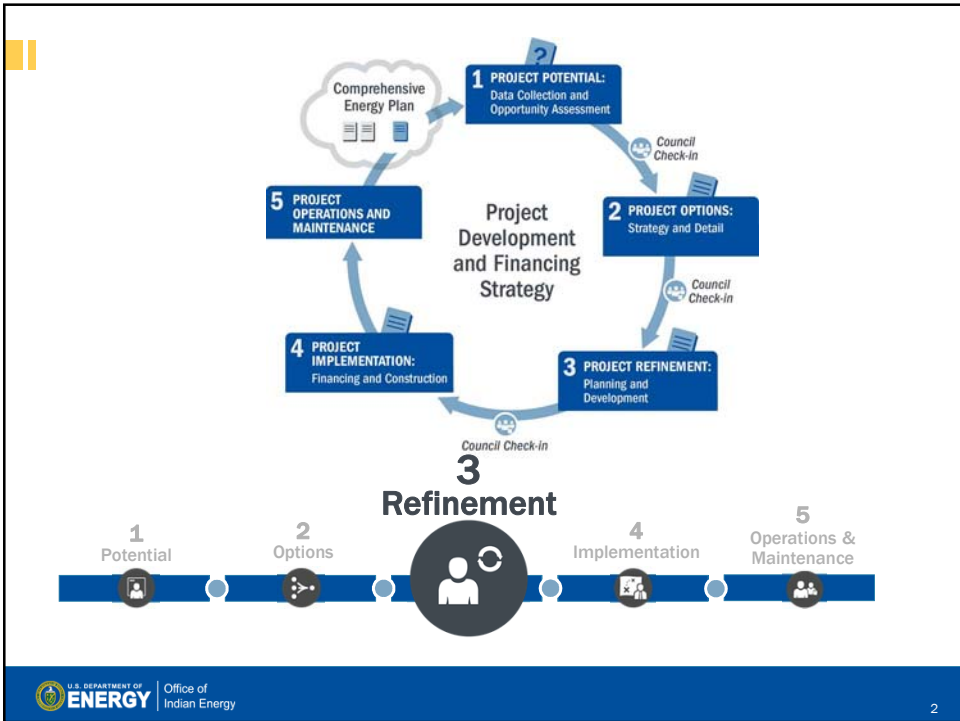 ?
Comprehensive
Energy Plan
1 PROJECT POTENTIAL:
Data Collection and
Opportunity Assessment
Council
Check-in
2 PROJECT OPTIONS:
Strategy and Detail
Council
Check-in
3 PROJECT REFINEMENT:
Planning and
Development
Council Check-in
4 PROJECT
IMPLEMENTATION:
Financing and Construction
5 PROJECT
OPERATIONS AND
MAINTENANCE
Project
Development
and Financing
Strategy
1
Potential
2
Options
3
Refinement
4
Implementation
5
Operations &
Maintenance
U.S. DEPARTMENT OF
ENERGY
Office of
Indian Energy
2